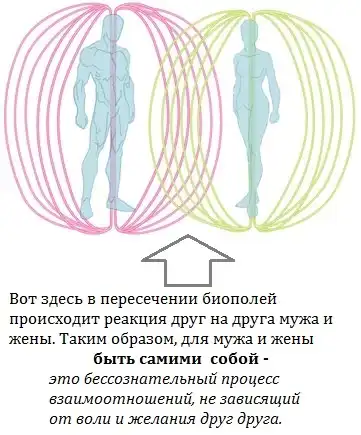 Вот здесь в пересечении биополей
происходит реакция друг на друга мужа и
жены. Таким образом, для мужа и жены
быть самими собой -
это бессознательный процесс
взаимоотношений, не зависящий
от воли и желания друг друга.